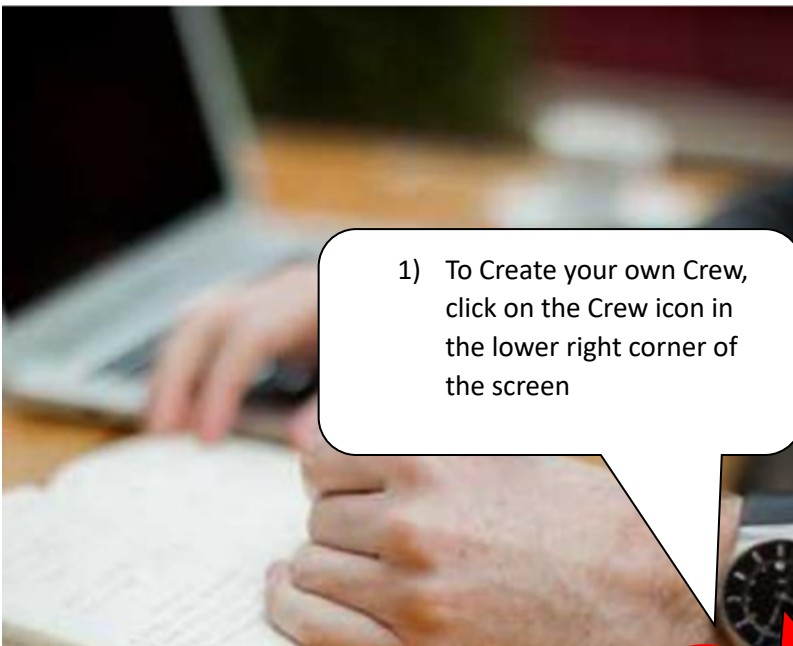 1) To Create your own Crew,
click on the Crew icon in
the lower right corner of
the screen